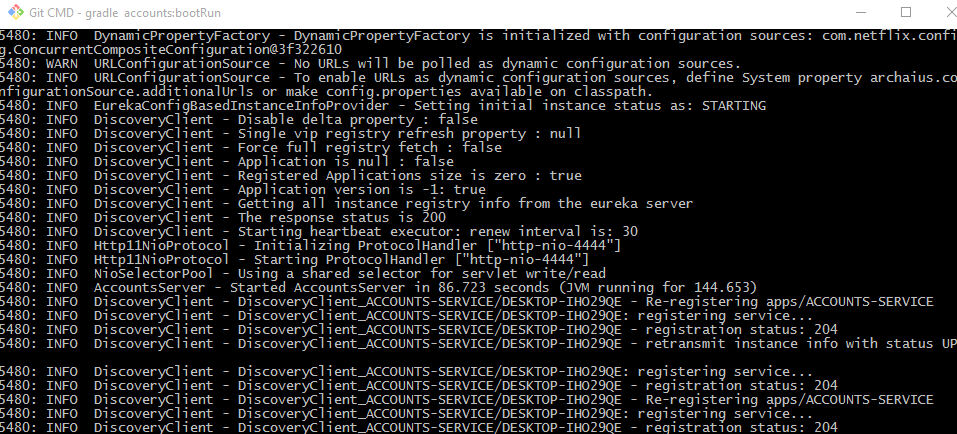 Git CMD - gradle accounts:bootRun
5480: INFO DynamicPropertyFactory - DynamicPropertyFactory is initialized with configuration sources: com.netflix.confi
g.ConcurrentCompositeConfiguration@3f322610
5480: WARN URLConfigurationSource - No URLs will be polled as dynamic configuration sources.
5480: INFO URLConfigurationSource - To enable URLs as dynamic configuration sources, define System property archaius.co
nfigurationSource.additionalUrls or make config.properties available on classpath.
5480: INFO EurekaConfigBasedInstanceInfoProvider - Setting initial instance status as: STARTING
5480: INFO DiscoveryClient - Disable delta property : false
5480: INFO DiscoveryClient - Single vip registry refresh property : null
5480: INFO DiscoveryClient - Force full registry fetch : false
5480: INFO DiscoveryClient - Application is null : false
5480: INFO DiscoveryClient - Registered Applications size is zero : true
5480: INFO DiscoveryClient - Application version is -1: true
5480: INFO DiscoveryClient - Getting all instance registry info from the eureka server
5480: INFO DiscoveryClient - The response status is 200
5480: INFO DiscoveryClient - Starting heartbeat executor: renew interval is: 30
5480: INFO Http11NioProtocol - Initializing ProtocolHandler ["http-nio-4444"]
5480: INFO Http11NioProtocol - Starting ProtocolHandler ["http-nio-4444"]
5480: INFO NioSelectorPool - Using a shared selector for servlet write/read
5480: INFO AccountsServer - Started AccountsServer in 86.723 seconds (JVM running for 144.653)
5480: INFO DiscoveryClient - DiscoveryClient_ACCOUNTS-SERVICE/DESKTOP-IHO29QE - Re-registering apps/ACCOUNTS-SERVICE
5480: INFO DiscoveryClient - DiscoveryClient_ACCOUNTS-SERVICE/DESKTOP-IHO29QE: registering service...
5480: INFO DiscoveryClient - DiscoveryClient_ACCOUNTS-SERVICE/DESKTOP-IHO29QE - registration status: 204
5480: INFO DiscoveryClient - DiscoveryClient_ACCOUNTS-SERVICE/DESKTOP-IHO29QE - retransmit instance info with status UP
5480: INFO DiscoveryClient - DiscoveryClient_ACCOUNTS-SERVICE/DESKTOP-IHO29QE: registering service...
5480: INFO DiscoveryClient - DiscoveryClient_ACCOUNTS-SERVICE/DESKTOP-IHO29QE - registration status: 204
5480: INFO DiscoveryClient - DiscoveryClient_ACCOUNTS-SERVICE/DESKTOP-IHO29QE - Re-registering apps/ACCOUNTS-SERVICE
5480: INFO DiscoveryClient - DiscoveryClient_ACCOUNTS-SERVICE/DESKTOP-IHO29QE: registering service...
5480: INFO DiscoveryClient - DiscoveryClient_ACCOUNTS-SERVICE/DESKTOP-IHO29QE - registration status: 204